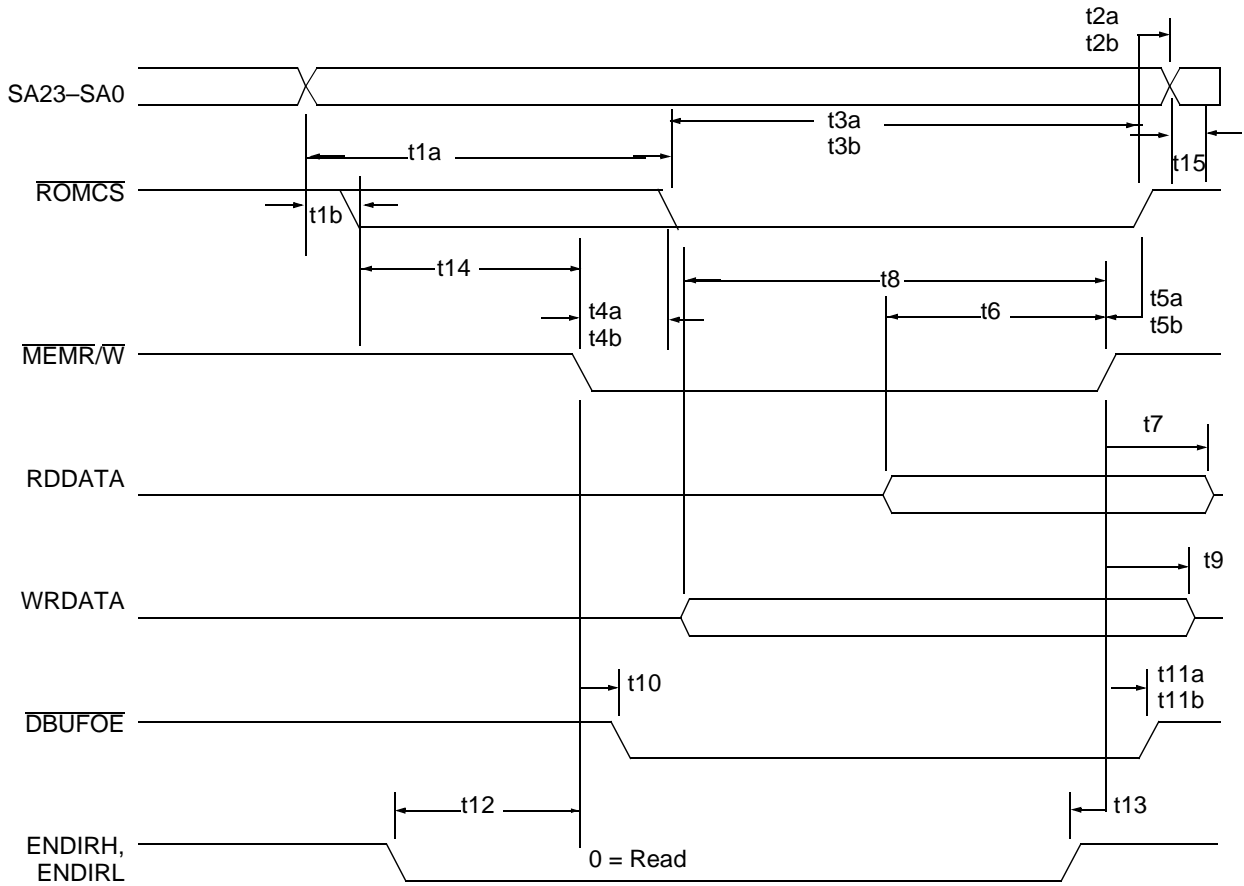 t2a
t2b
SA23–SA0
t3a
t3b
t1a
t15
ROMCS
t1b
t14
t8
t4a
t4b
t6
t5a
t5b
MEMR/W
t7
RDDATA
t9
WRDATA
t10
t11a
t11b
DBUFOE
t12
t13
ENDIRH,
ENDIRL
0 = Read